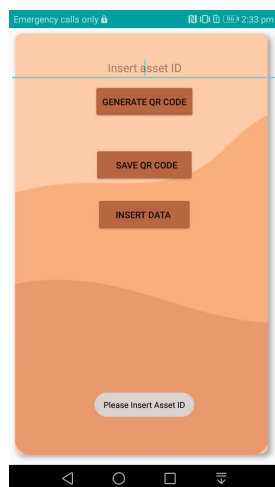 Emergency calls only
96 2:33 pm
Insert asset ID
GENERATE QR CODE
SAVE QR CODE
INSERT DATA
Please Insert Asset ID